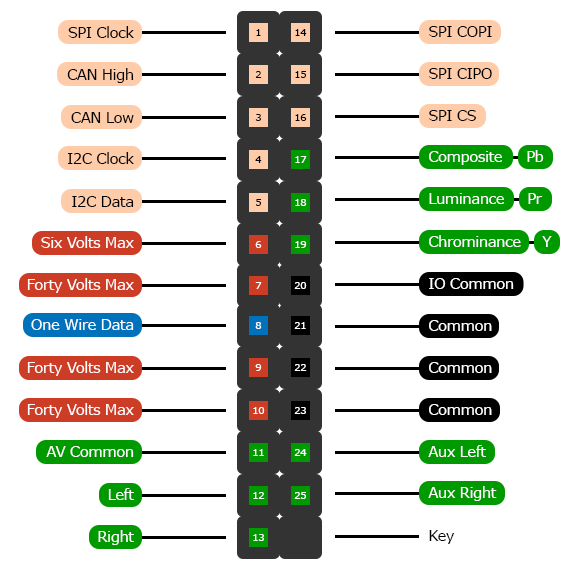 SPI Clock 1 14 SPI COPI
CAN High 2 15 SPI CIPO
CAN Low 3 16 SPI CS
I2C Clock 4 17 Composite Pb
I2C Data 5 18 Luminance Pr
Six Volts Max 6 19 Chrominance Y
Forty Volts Max 7 20 IO Common
One Wire Data 8 21 Common
Forty Volts Max 9 22 Common
Forty Volts Max 10 23 Common
AV Common 11 24 Aux Left
Left 12 25 Aux Right
Right 13 Key